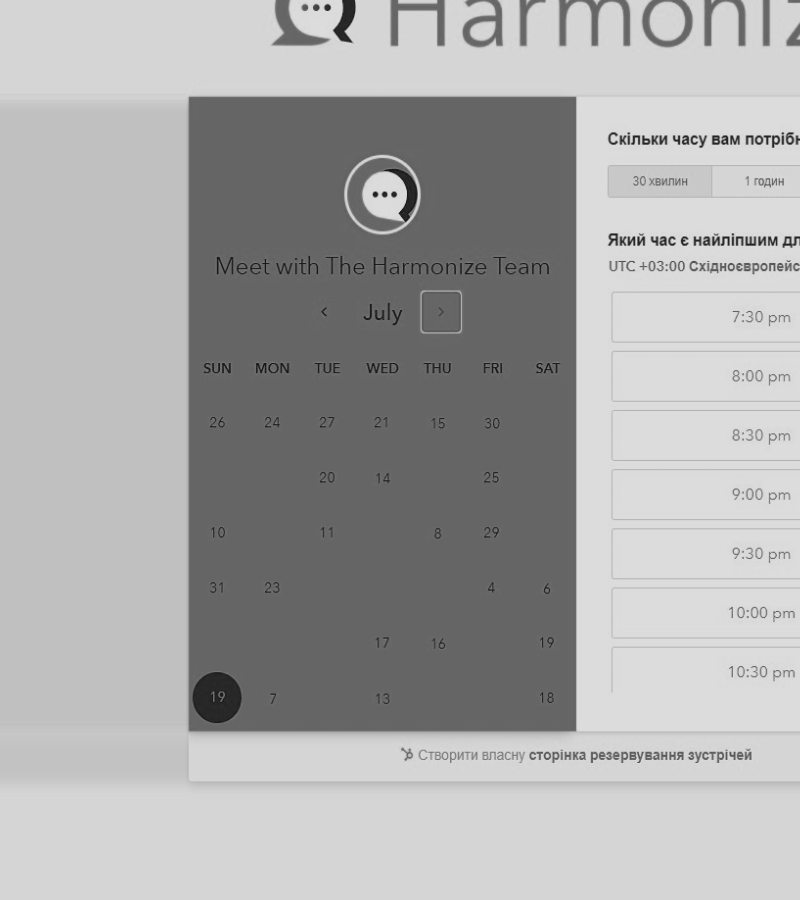 Harmoniz
Meet with The Harmonize Team
July
SUN MON TUE WED THU FRI SAT
26 24 27 21 15 30
20 14 25
10 11 8 29
31 23 4 6
17 16 19
19 7 13 18
Скільки часу вам потрібн
30 хвилин 1 годин
Який час є найліпшим дл
UTC +03:00 Східноєвропейс
7:30 pm
8:00 pm
8:30 pm
9:00 pm
9:30 pm
10:00 pm
10:30 pm
Створити власну сторінка резервування зустрічей